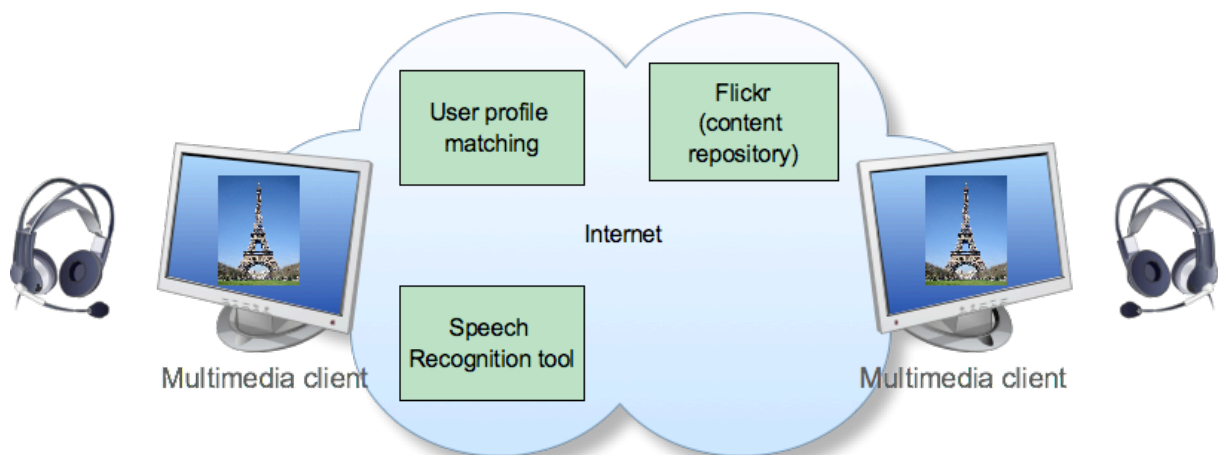 User profile
matching
Flickr
(content
repository)
Internet
Speech
Recognition tool
Multimedia client
Multimedia client